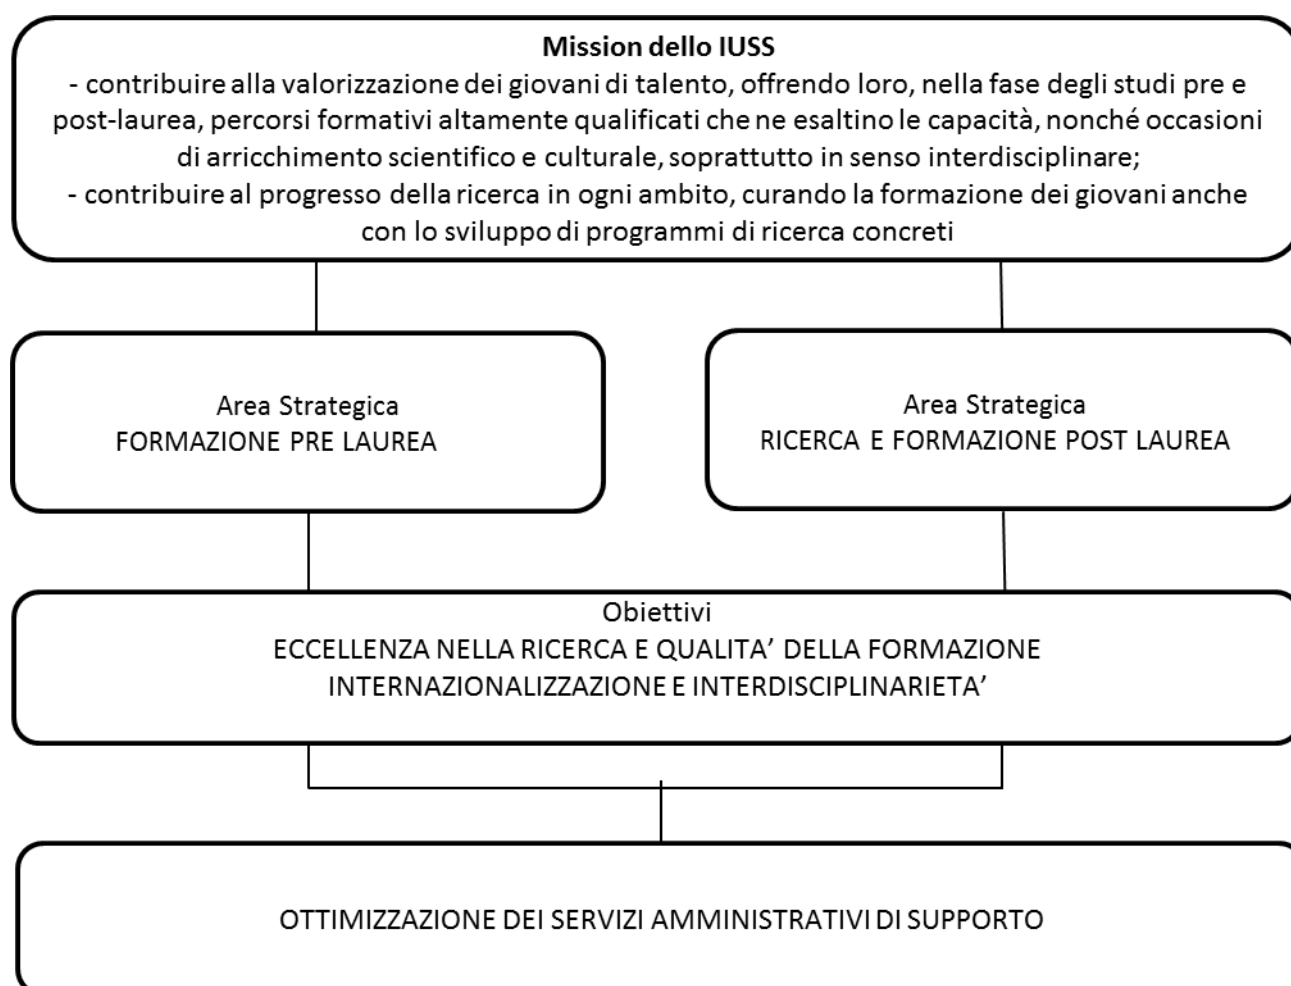 Mission dello IUSS
- contribuire alla valorizzazione dei giovani di talento, offrendo loro, nella fase degli studi pre e
post-laurea, percorsi formativi altamente qualificati che ne esaltino le capacità, nonché occasioni
di arricchimento scientifico e culturale, soprattutto in senso interdisciplinare;
- contribuire al progresso della ricerca in ogni ambito, curando la formazione dei giovani anche
con lo sviluppo di programmi di ricerca concreti
Area Strategica
FORMAZIONE PRE LAUREA
Area Strategica
RICERCA E FORMAZIONE POST LAUREA
Obiettivi
ECCELLENZA NELLA RICERCA E QUALITA’ DELLA FORMAZIONE
INTERNAZIONALIZZAZIONE E INTERDISCIPLINARIETA’
OTTIMIZZAZIONE DEI SERVIZI AMMINISTRATIVI DI SUPPORTO